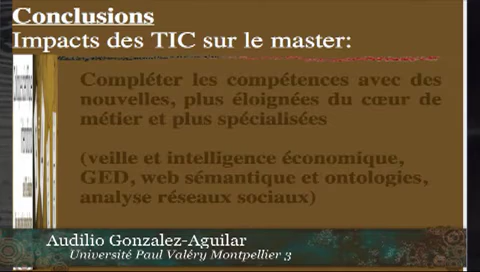 Conclusions
Impacts des TIC sur le master:
Compléter les compétences avec des
nouvelles, plus éloignées du cœur de
métier et plus spécialisées
(veille et intelligence économique,
GED, web sémantique et ontologies,
analyse réseaux sociaux)
Audilio Gonzalez-Aguilar
Université Paul Valéry Montpellier 3